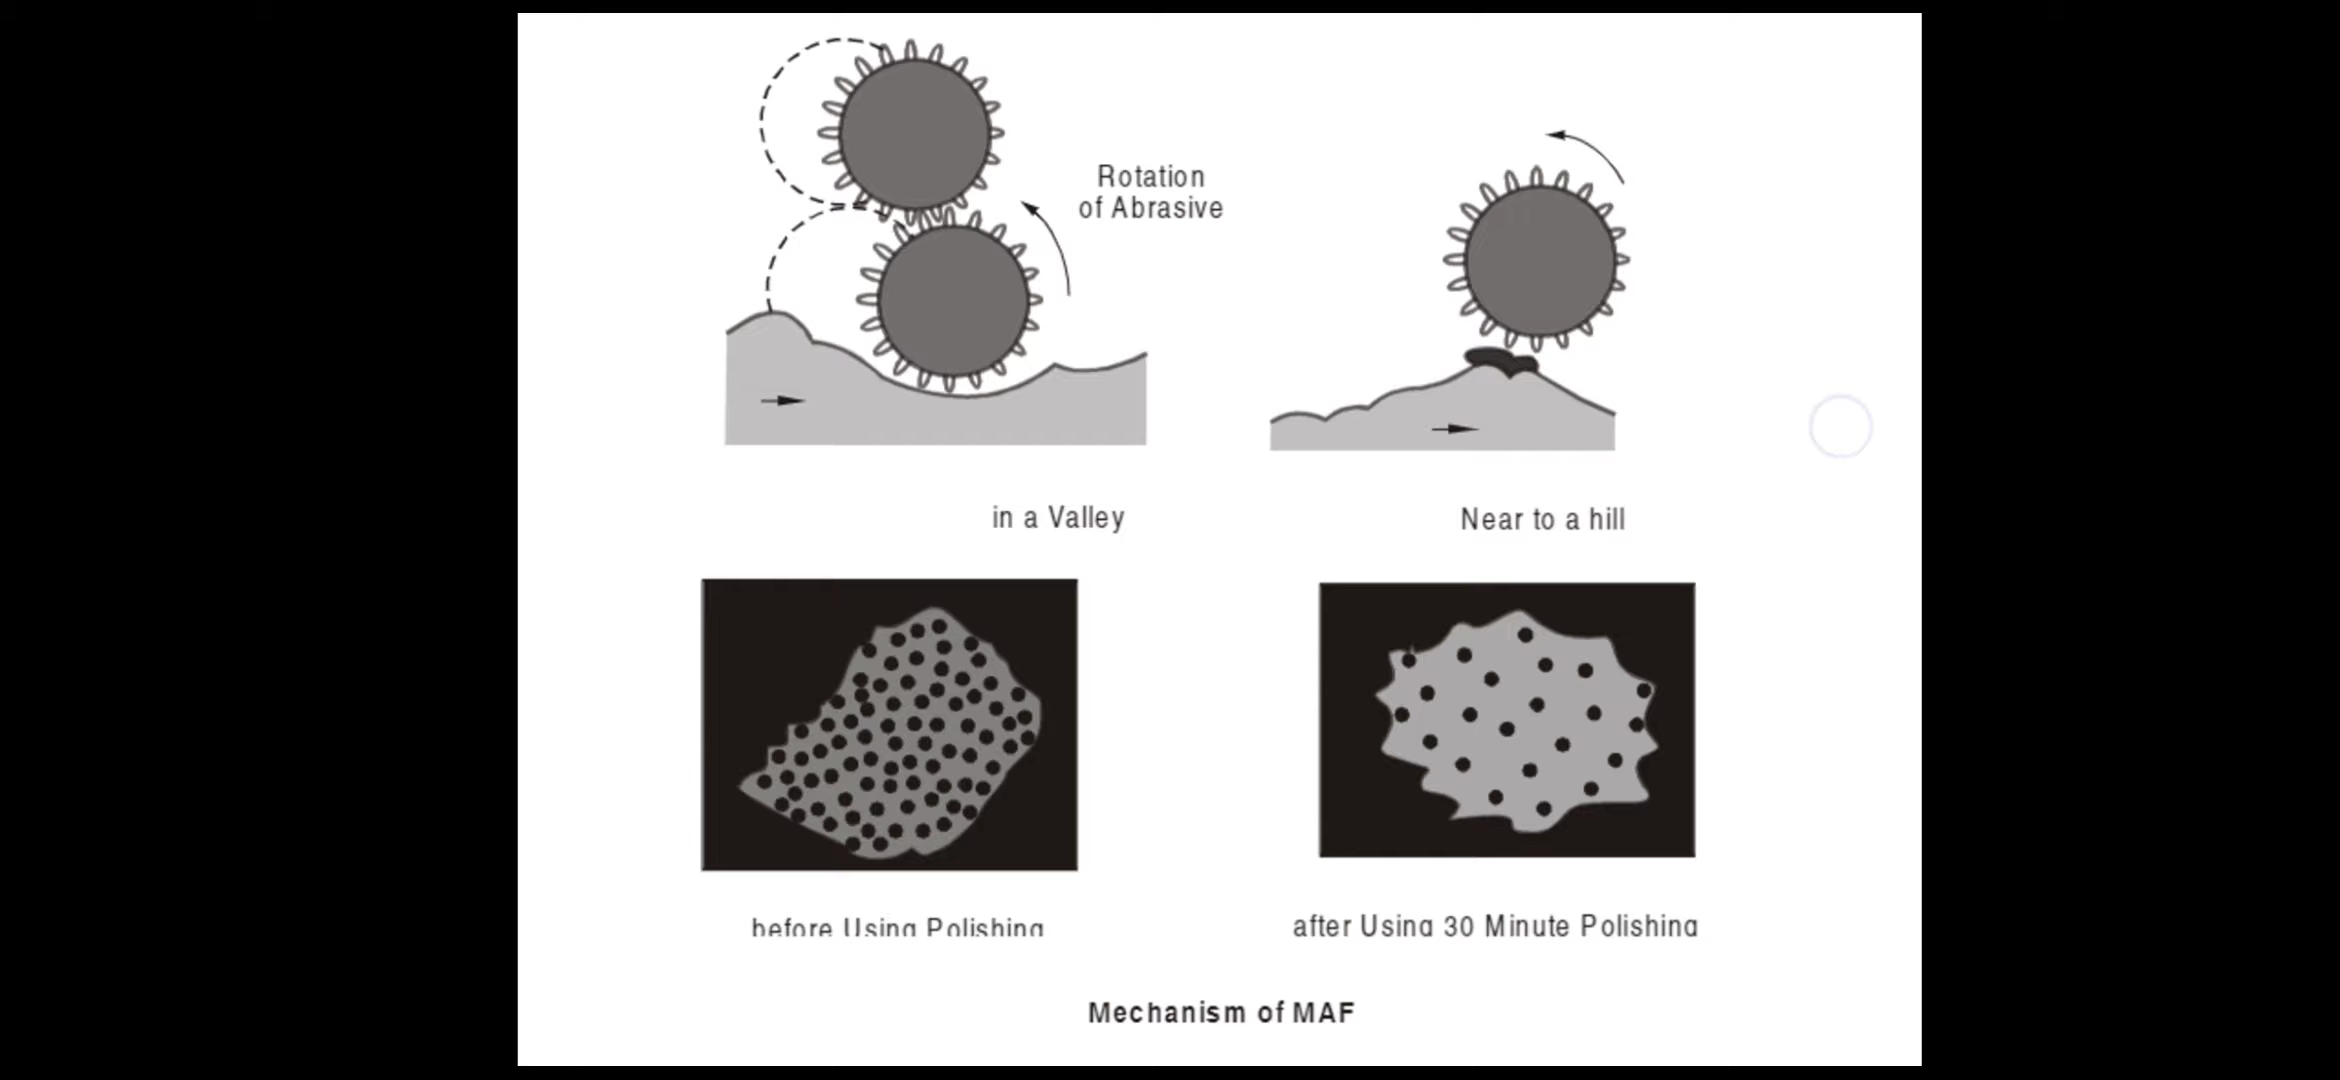 Rotation
of Abrasive
in a Valley
Near to a hill
before Using Polishing
after Using 30 Minute Polishing
Mechanism of MAF